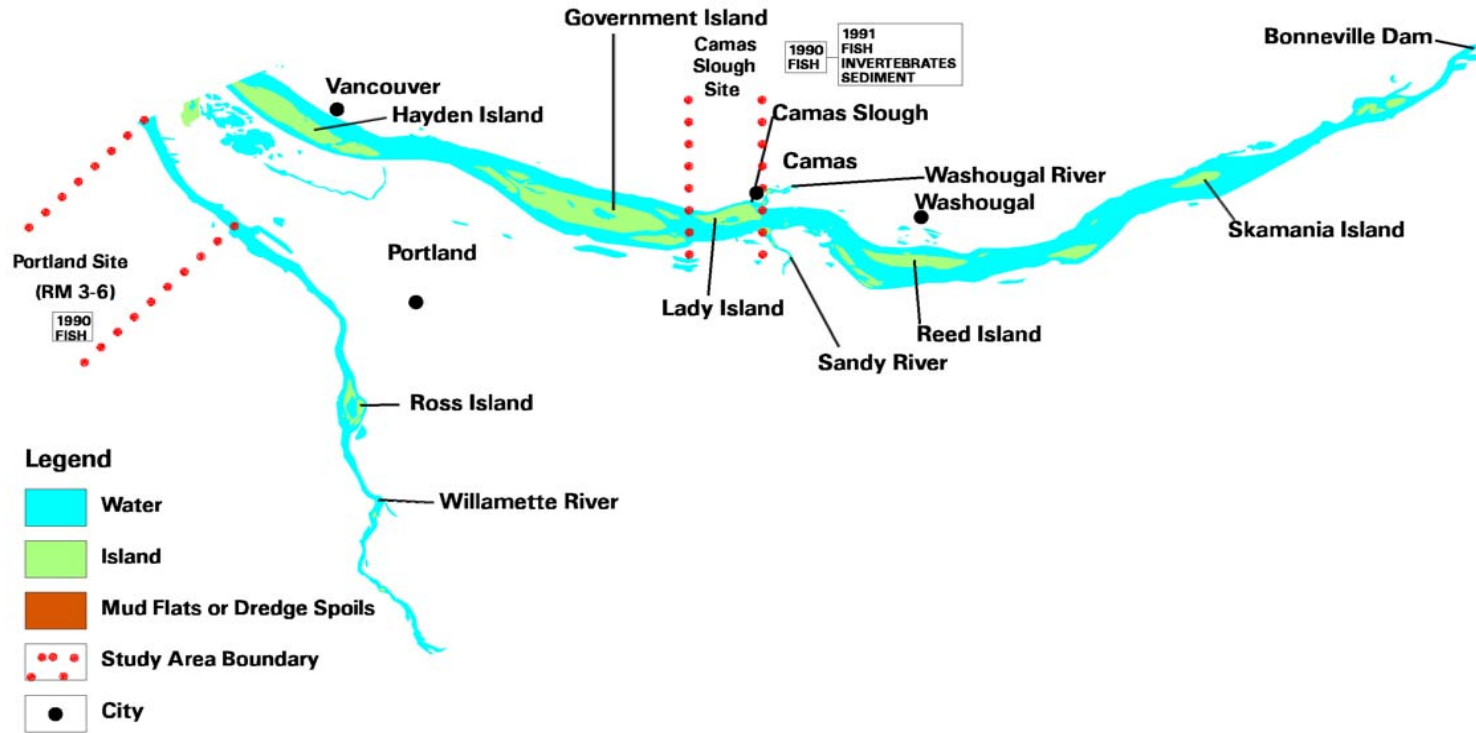 Government Island
Camas
Slough
Site
1990
FISH
1991
FISH
INVERTEBRATES
SEDIMENT
Bonneville Dam
Vancouver
Hayden Island
Camas Slough
Camas
Washougal River
Washougal
Skamania Island
Portland Site
(RM 3-6)
1990
FISH
Portland
Lady Island
Reed Island
Sandy River
Ross Island
Willamette River
Legend
Water
Island
Mud Flats or Dredge Spoils
Study Area Boundary
City